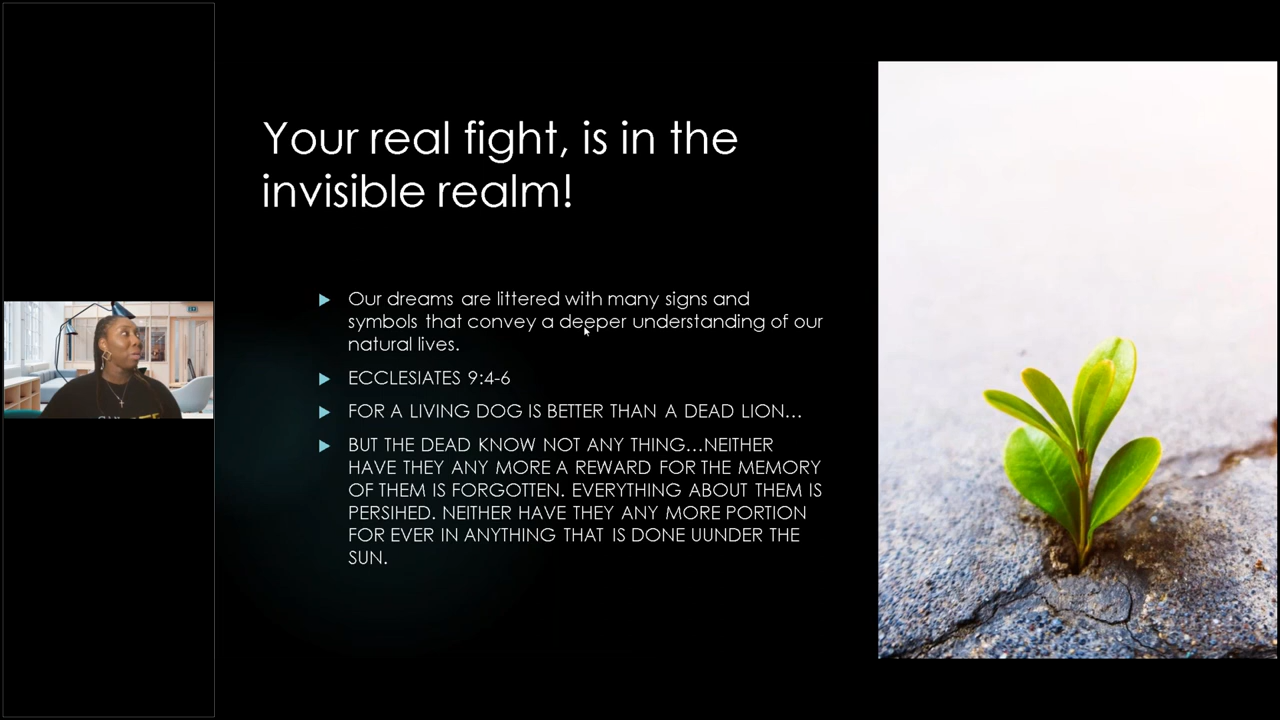 Your real fight, is in the
invisible realm!
Our dreams are littered with many signs and
symbols that convey a deeper understanding of our
natural lives.
ECCLESIATES 9:4-6
FOR A LIVING DOG IS BETTER THAN A DEAD LION…
BUT THE DEAD KNOW NOT ANY THING…NEITHER
HAVE THEY ANY MORE A REWARD FOR THE MEMORY
OF THEM IS FORGOTTEN. EVERYTHING ABOUT THEM IS
PERSIHED. NEITHER HAVE THEY ANY MORE PORTION
FOR EVER IN ANYTHING THAT IS DONE UUNDER THE
SUN.